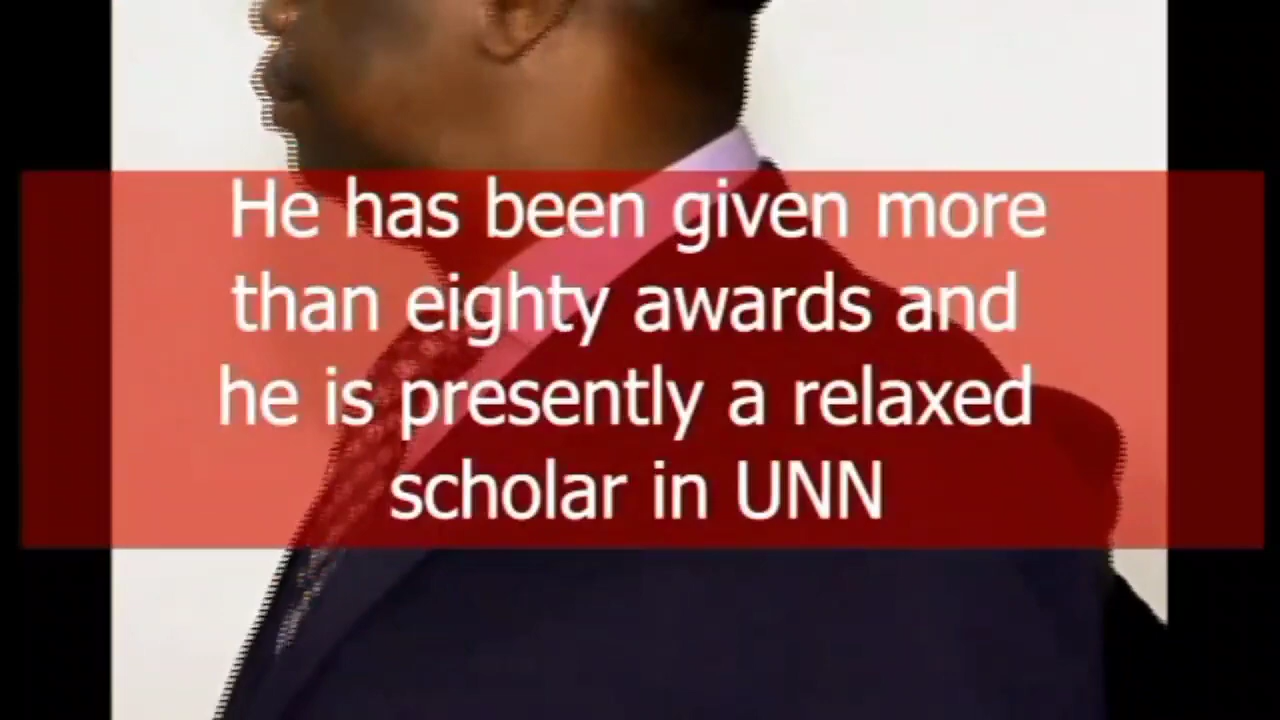 He has been given more
than eighty awards and
he is presently a relaxed
scholar in UNN